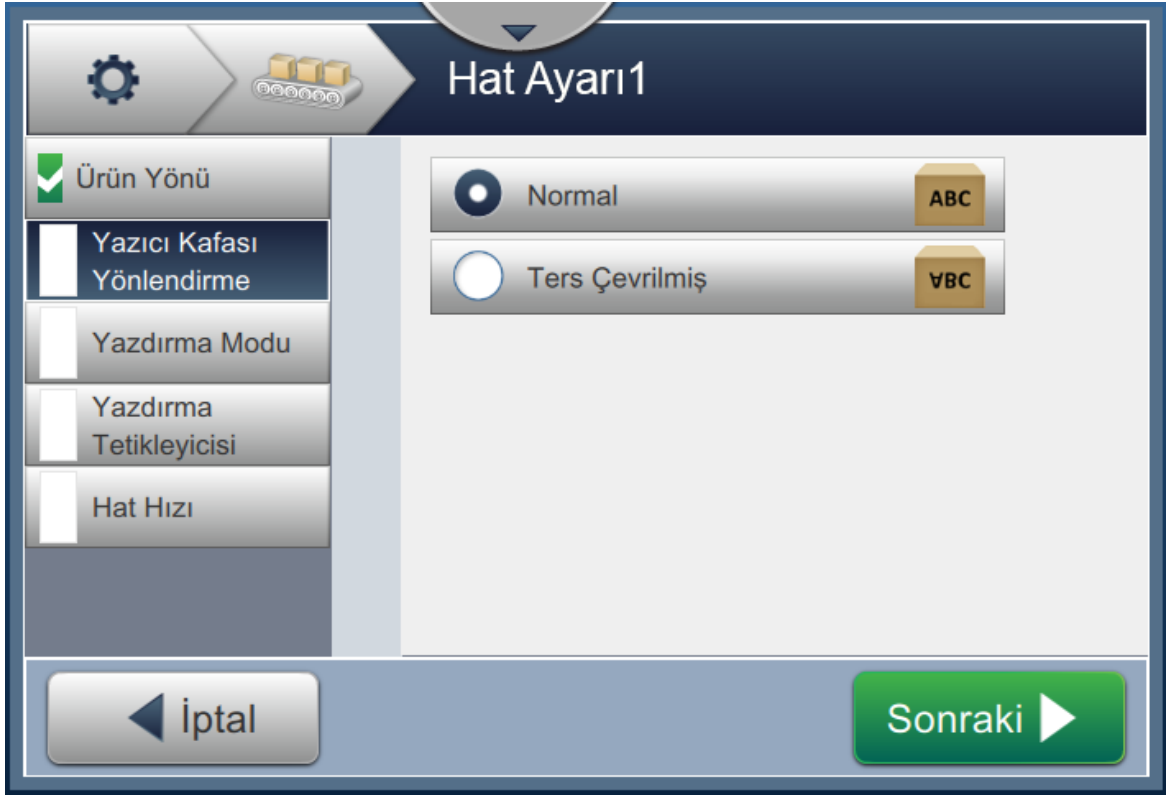 Hat Ayarı1
Ürün Yönü
Yazıcı Kafası
Yönlendirme
Yazdırma Modu
Yazdırma
Tetikleyicisi
Hat Hızı
Normal
ABC
Ters Çevrilmiş
∀BC
İptal
Sonraki